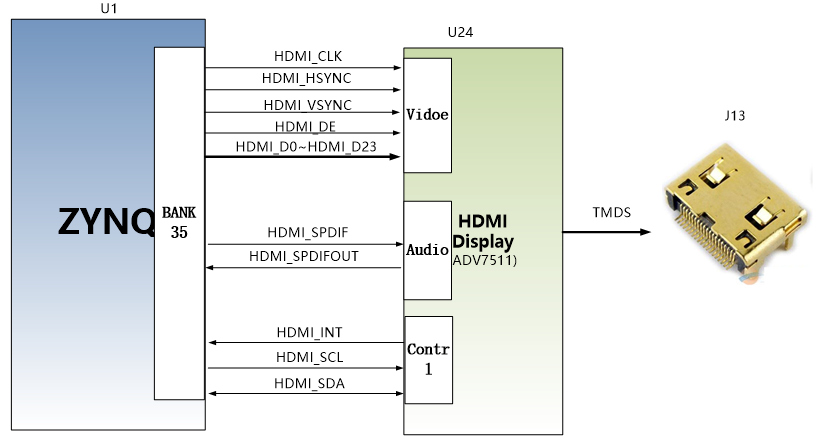 U1
U24
J13
ZYNQ
BANK
35
HDMI_CLK
HDMI_HSYNC
HDMI_VSYNC
HDMI_DE
HDMI_D0~HDMI_D23
HDMI_SPDIF
HDMI_SPDIFOUT
HDMI_INT
HDMI_SCL
HDMI_SDA
Vidoe
Audio
Contr
1
HDMI
Display
ADV7511)
TMDS